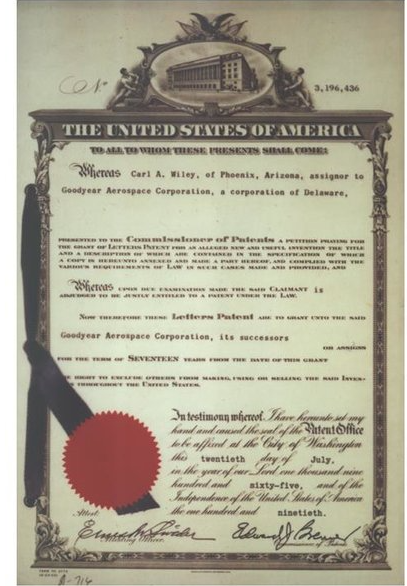 No.
3,196,436
THE UNITED STATES OF AMERICA
TO ALL TO WHOM THESE PRESENTS SHALL COME:
Whereas Carl A. Wiley, of Phoenix, Arizona, assignor to
Goodyear Aerospace Corporation, a corporation of Delaware,
PRESENTED TO THE Commissioner of Patents A PETITION PRAYING FOR
THE GRANT OF LETTERS PATENT FOR AN ALLEGED NEW AND USEFUL INVENTION THE TITLE
AND A DESCRIPTION OF WHICH ARE CONTAINED IN THE SPECIFICATION OF WHICH
A COPY IS HEREUNTO ANNEXED AND MADE A PART HEREOF, AND COMPLIED WITH THE
VARIOUS REQUIREMENTS OF LAW IN SUCH CASES MADE AND PROVIDED, AND
Whereas UPON DUE EXAMINATION MADE THE SAID CLAIMANT is
ADJUDGED TO BE JUSTLY ENTITLED TO A PATENT UNDER THE LAW.
NOW THEREFORE THESE Letters Patent ARE TO GRANT UNTO THE SAID
Goodyear Aerospace Corporation, its successors
OR ASSIGNS
FOR THE TERM OF SEVENTEEN YEARS FROM THE DATE OF THIS GRANT
THE RIGHT TO EXCLUDE OTHERS FROM MAKING, USING OR SELLING THE SAID INVEN-
THROUGHOUT THE UNITED STATES.
In testimony whereof, I have hereunto set my
hand and caused the seal of the Patent Office
to be affixed at the City of Washington
this twentieth day of July,
in the year of our Lord one thousand nine
hundred and sixty-five, and of the
Independence of the United States of America
the one hundred and ninetieth.
Attest:
Attesting Officer.
Edward J. Brenner
Commissioner of Patents.